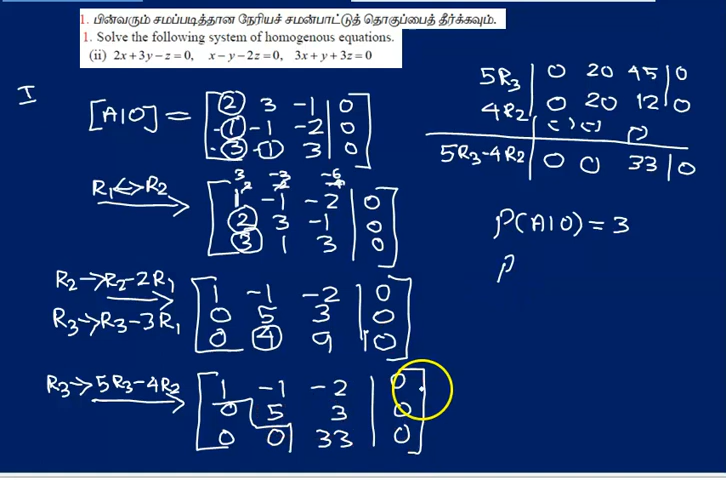 1. பின்வரும் சமப்படித்தான நேரியச் சமன்பாட்டுத் தொகுப்பைத் தீர்க்கவும்.
1. Solve the following system of homogenous equations.
(ii) 2x+3y−z=0, x−y−2z=0, 3x+y+3z=0
I
[A|0] = [2 3 −1 | 0
1 −1 −2 | 0
3 1 3 | 0]
R₁↔R₂
[1 −1 −2 | 0
2 3 −1 | 0
3 1 3 | 0]
R₂→R₂−2R₁
R₃→R₃−3R₁
[1 −1 −2 | 0
0 5 3 | 0
0 4 9 | 0]
R₃→5R₃−4R₂
[1 −1 −2 | 0
0 5 3 | 0
0 0 33 | 0]
5R₃ | 0 20 45 | 0
4R₂ | 0 20 12 | 0
(−) (−) (−)
5R₃−4R₂ | 0 0 33 | 0
ρ(A|0) = 3
ρ